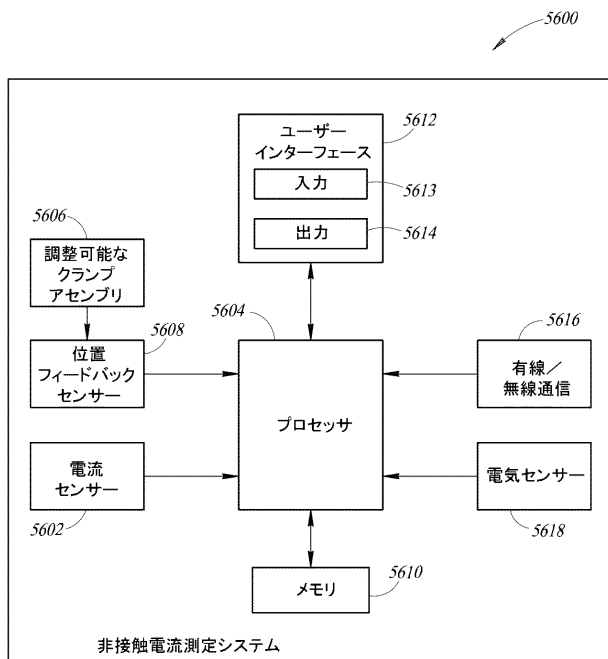 5600
5612
ユーザー
インターフェース
入力
5613
出力
5614
5606
調整可能な
クランプ
アセンブリ
5608
位置
フィードバック
センサー
5604
プロセッサ
5616
有線／
無線通信
電流
センサー
5602
電気センサー
5618
メモリ
5610
非接触電流測定システム